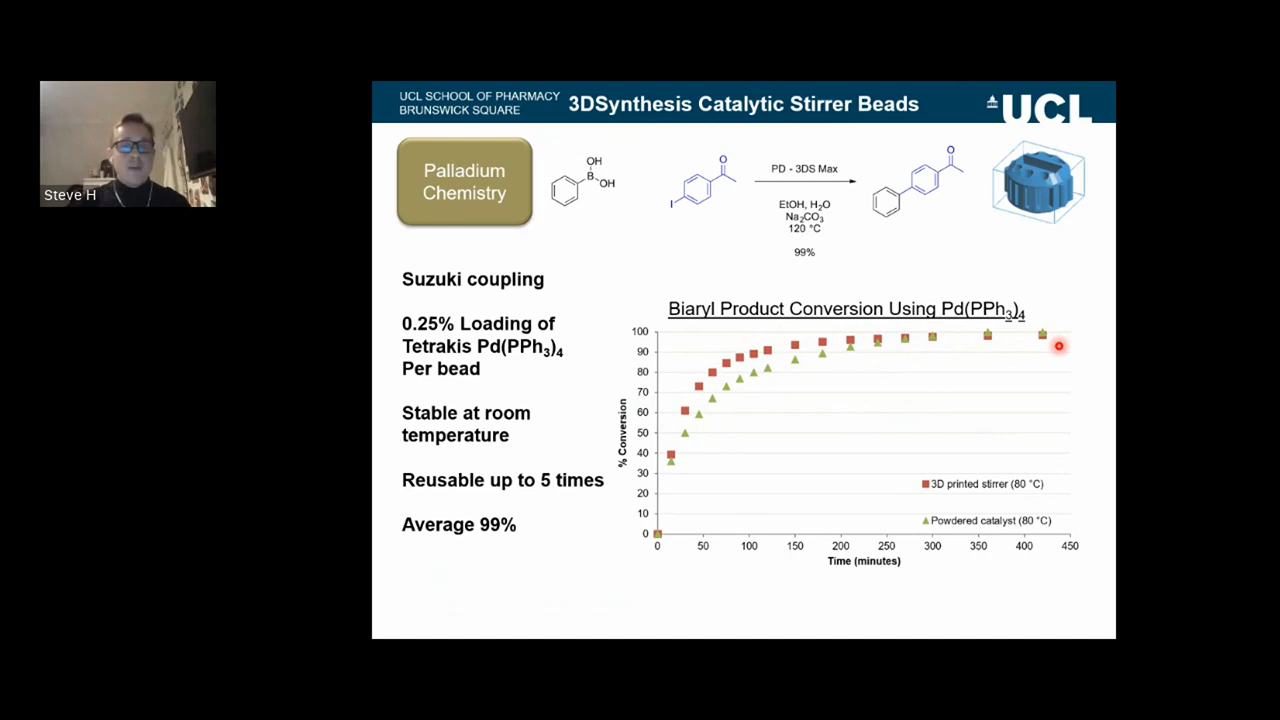 Steve H
UCL SCHOOL OF PHARMACY
BRUNSWICK SQUARE
3DSynthesis Catalytic Stirrer Beads
UCL
Palladium
Chemistry
OH
B
OH
I
O
PD - 3DS Max
EtOH, H2O
Na2CO3
120 °C
99%
O
Suzuki coupling
0.25% Loading of
Tetrakis Pd(PPh3)4
Per bead
Stable at room
temperature
Reusable up to 5 times
Average 99%
Biaryl Product Conversion Using Pd(PPh3)4
% Conversion
100
90
80
70
60
50
40
30
20
10
0
3D printed stirrer (80 °C)
Powdered catalyst (80 °C)
0 50 100 150 200 250 300 350 400 450
Time (minutes)